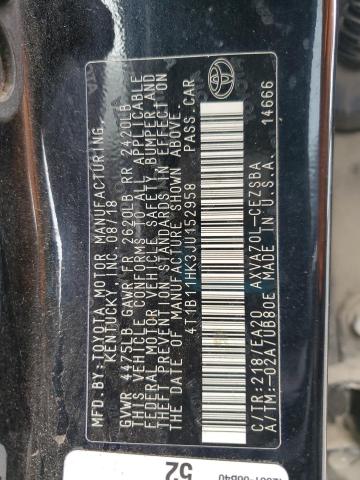 MFD. BY: TOYOTA MOTOR MANUFACTURING,
KENTUCKY, INC. 08/18
GVWR 4475LB GAWR FR 2620LB RR 2420LB
THIS VEHICLE CONFORMS TO ALL APPLICABLE
FEDERAL MOTOR VEHICLE SAFETY, BUMPER AND
THEFT PREVENTION STANDARDS IN EFFECT ON
THE DATE OF MANUFACTURE SHOWN ABOVE.
4T1B11HK3JU152958 PASS.CAR
C/TR:218/EA20 AXVA70L-CEZSBA
A/TM:-02A/UB80E MADE IN U.S.A. 14666
TOYOTA
52